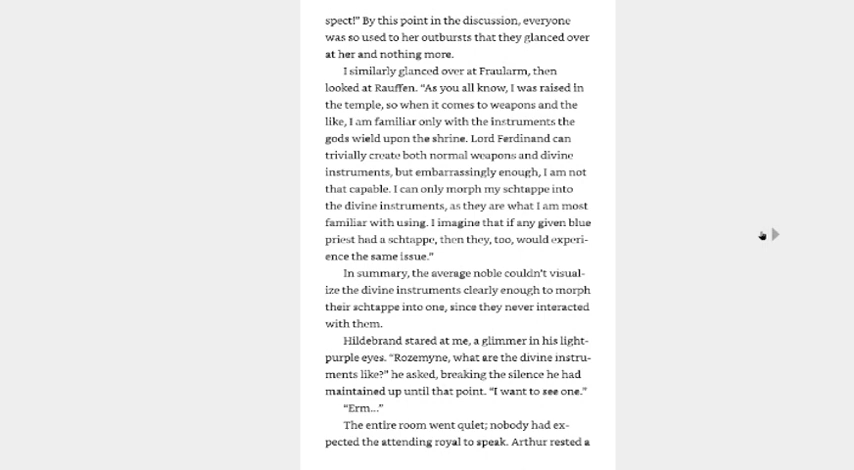 spect!” By this point in the discussion, everyone
was so used to her outbursts that they glanced over
at her and nothing more.
I similarly glanced over at Fraularm, then
looked at Rauffen. “As you all know, I was raised in
the temple, so when it comes to weapons and the
like, I am familiar only with the instruments the
gods wield upon the shrine. Lord Ferdinand can
trivially create both normal weapons and divine
instruments, but embarrassingly enough, I am not
that capable. I can only morph my schtappe into
the divine instruments, as they are what I am most
familiar with using. I imagine that if any given blue
priest had a schtappe, then they, too, would experi-
ence the same issue.”
In summary, the average noble couldn’t visual-
ize the divine instruments clearly enough to morph
their schtappe into one, since they never interacted
with them.
Hildebrand stared at me, a glimmer in his light-
purple eyes. “Rozemyne, what are the divine instru-
ments like?” he asked, breaking the silence he had
maintained up until that point. “I want to see one.”
“Erm...”
The entire room went quiet; nobody had ex-
pected the attending royal to speak. Arthur rested a